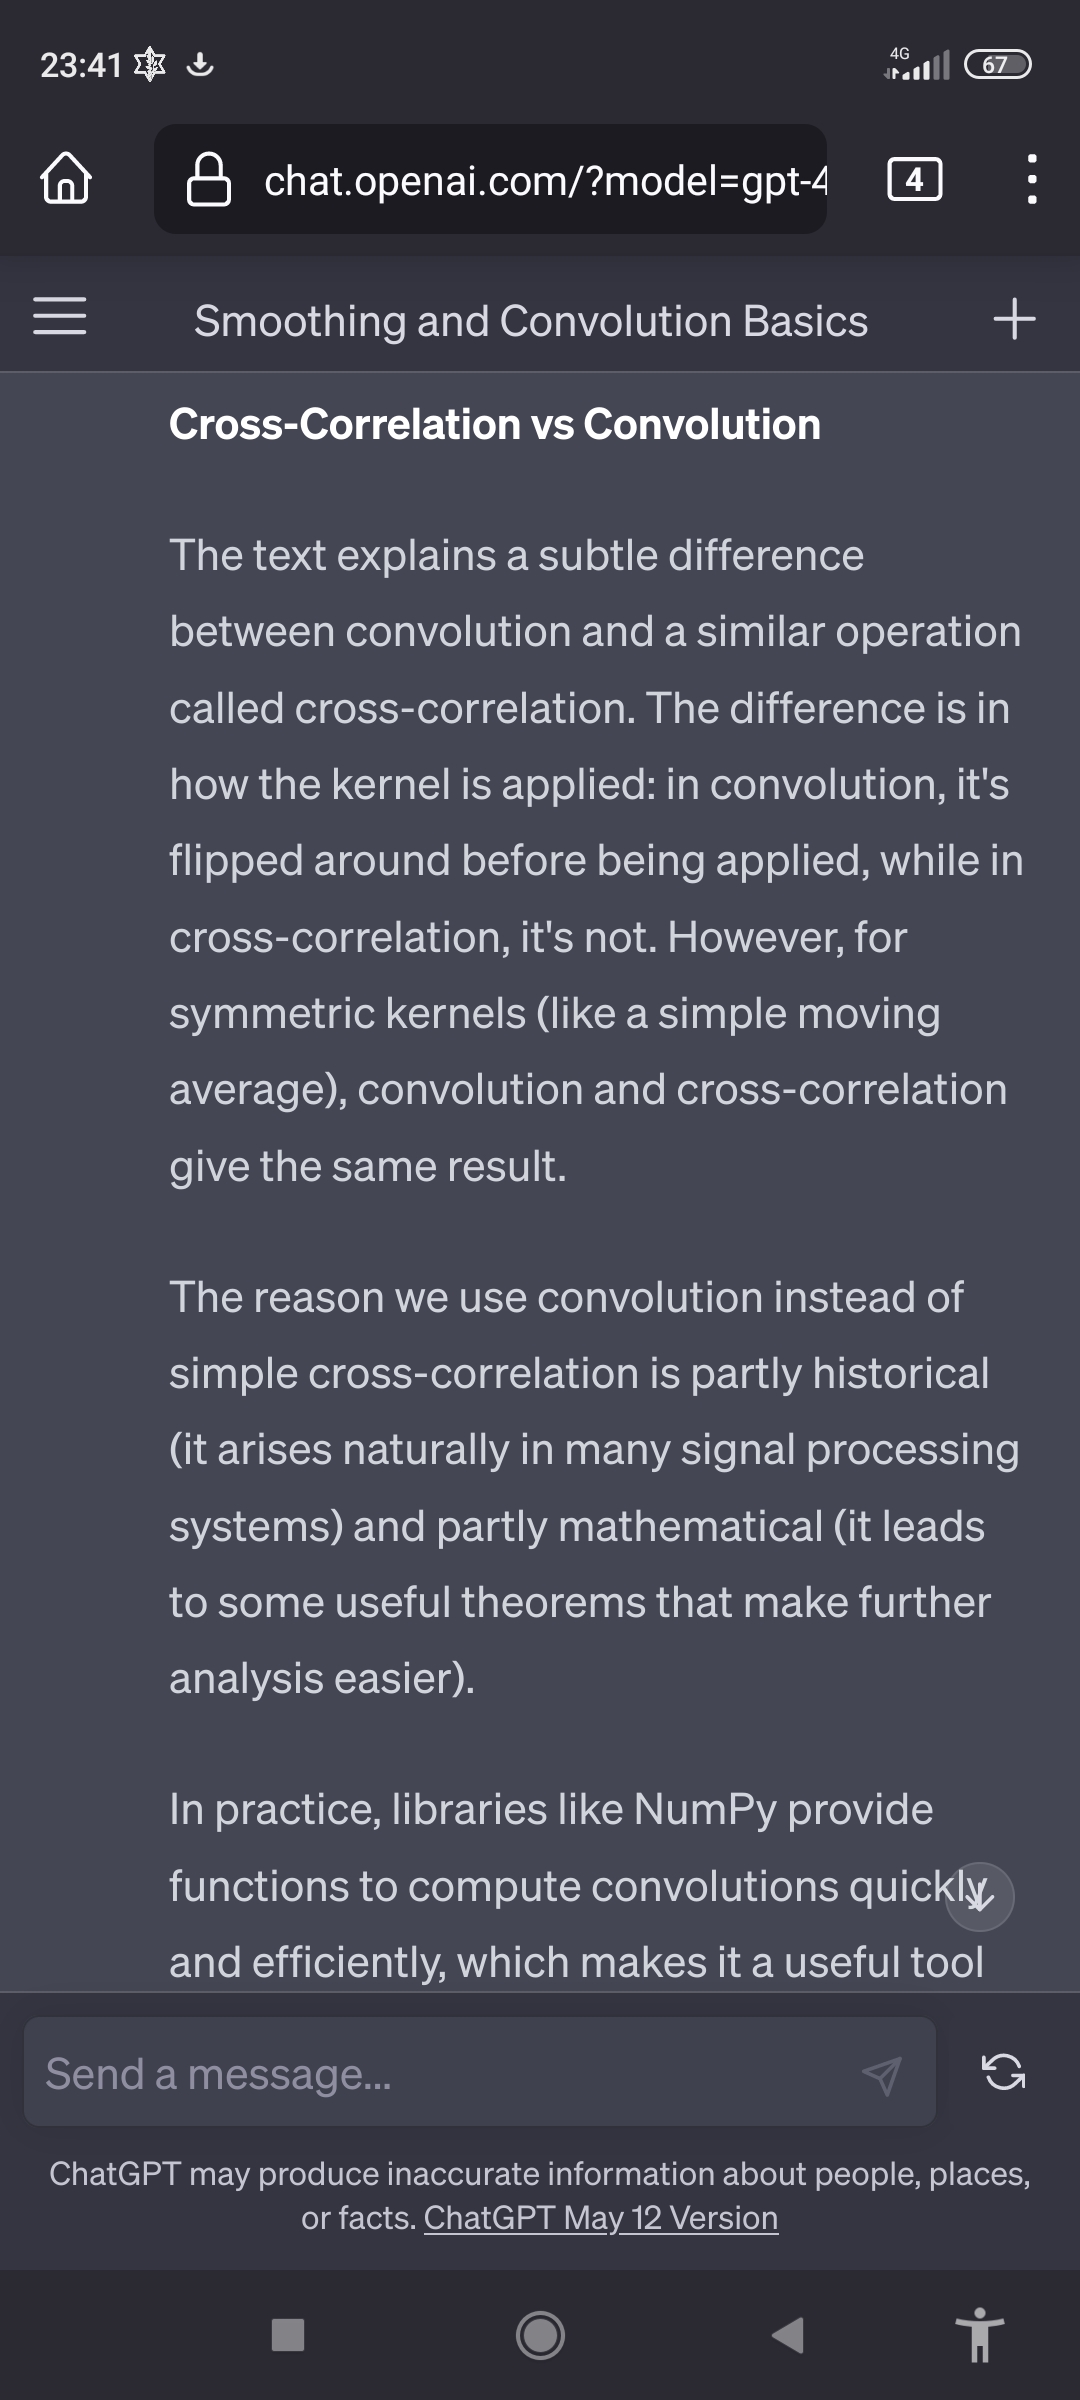 23:41
4G
67
chat.openai.com/?model=gpt-4
4
Smoothing and Convolution Basics
Cross-Correlation vs Convolution
The text explains a subtle difference
between convolution and a similar operation
called cross-correlation. The difference is in
how the kernel is applied: in convolution, it's
flipped around before being applied, while in
cross-correlation, it's not. However, for
symmetric kernels (like a simple moving
average), convolution and cross-correlation
give the same result.
The reason we use convolution instead of
simple cross-correlation is partly historical
(it arises naturally in many signal processing
systems) and partly mathematical (it leads
to some useful theorems that make further
analysis easier).
In practice, libraries like NumPy provide
functions to compute convolutions quickly
and efficiently, which makes it a useful tool
Send a message...
ChatGPT may produce inaccurate information about people, places,
or facts. ChatGPT May 12 Version